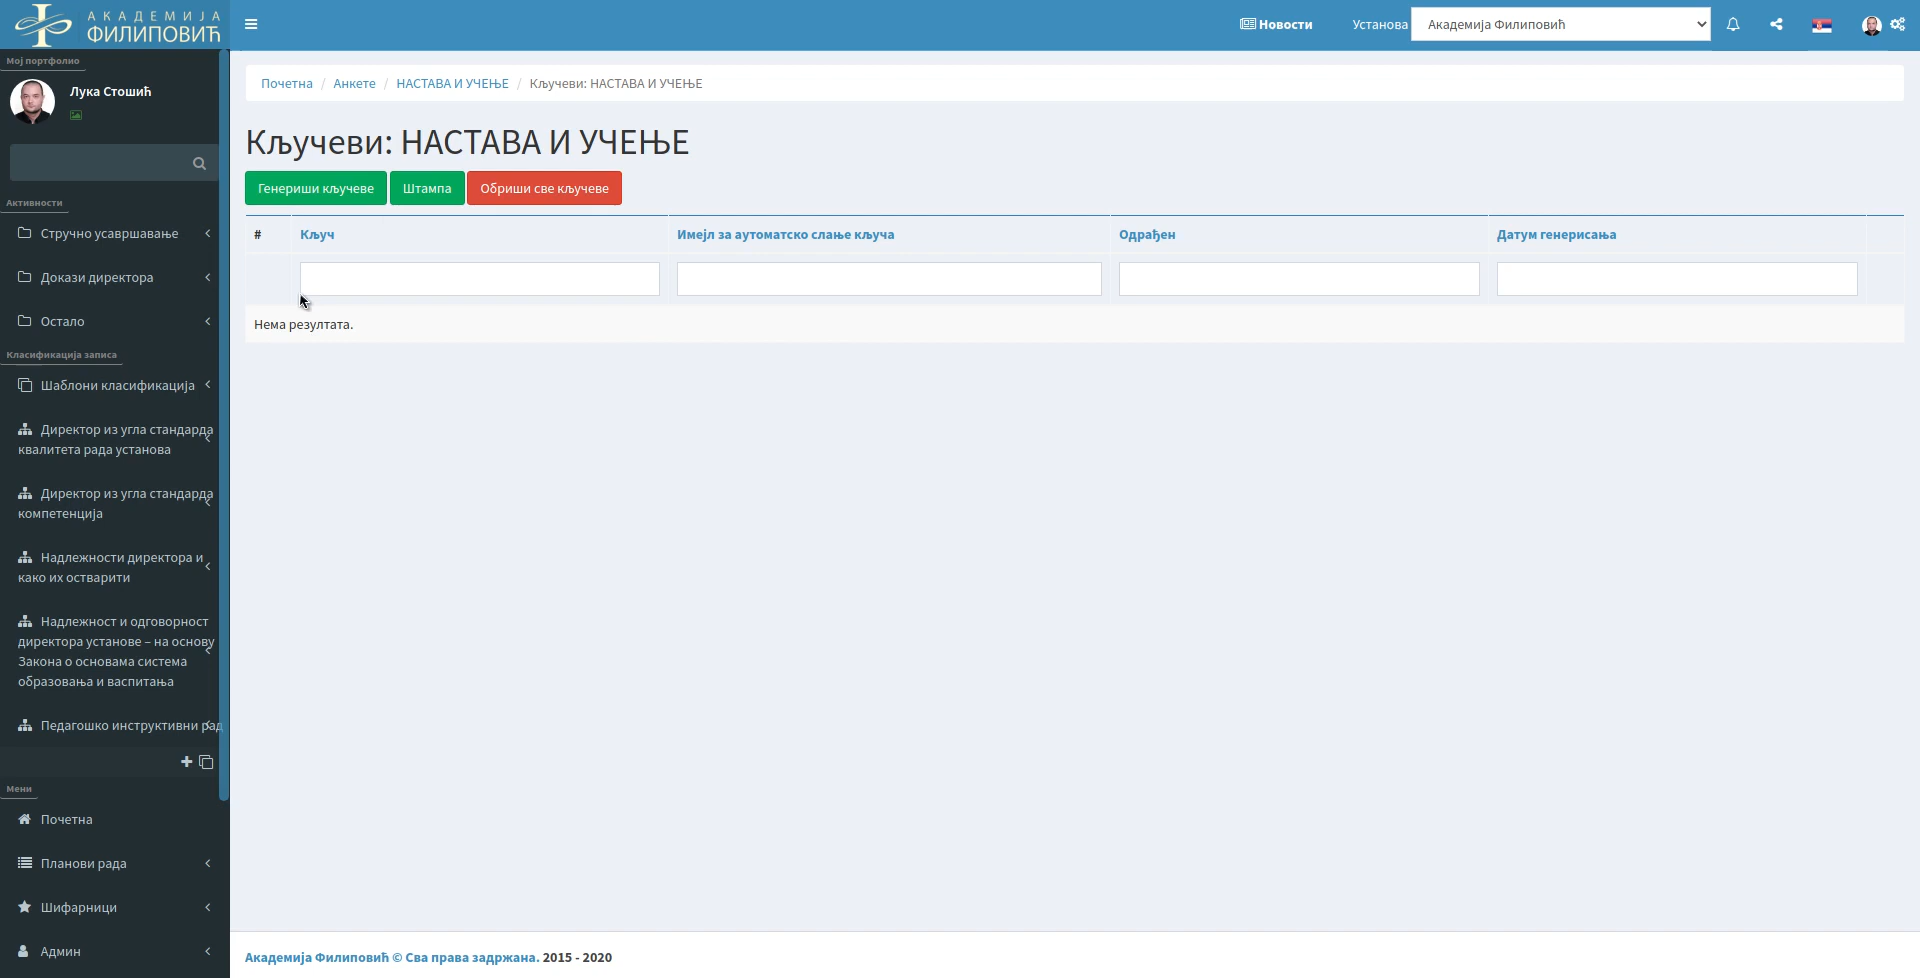 АКАДЕМИЈА
ФИЛИПОВИЋ
Новости
Установа
Академија Филиповић
Мој портфолио
Лука Стошић
Активности
Стручно усавршавање
Докази директора
Остало
Класификација записа
Шаблони класификација
Директор из угла стандарда
квалитета рада установа
Директор из угла стандарда
компетенција
Надлежности директора и
како их остварити
Надлежност и одговорност
директора установе – на основу
Закона о основама система
образовања и васпитања
Педагошко инструктивни рад
Мени
Почетна
Планови рада
Шифарници
Админ
Почетна / Анкете / НАСТАВА И УЧЕЊЕ / Кључеви: НАСТАВА И УЧЕЊЕ
Кључеви: НАСТАВА И УЧЕЊЕ
Генериши кључеве Штампа Обриши све кључеве
# Кључ Имејл за аутоматско слање кључа Одрађен Датум генерисања
Нема резултата.
Академија Филиповић © Сва права задржана. 2015 - 2020